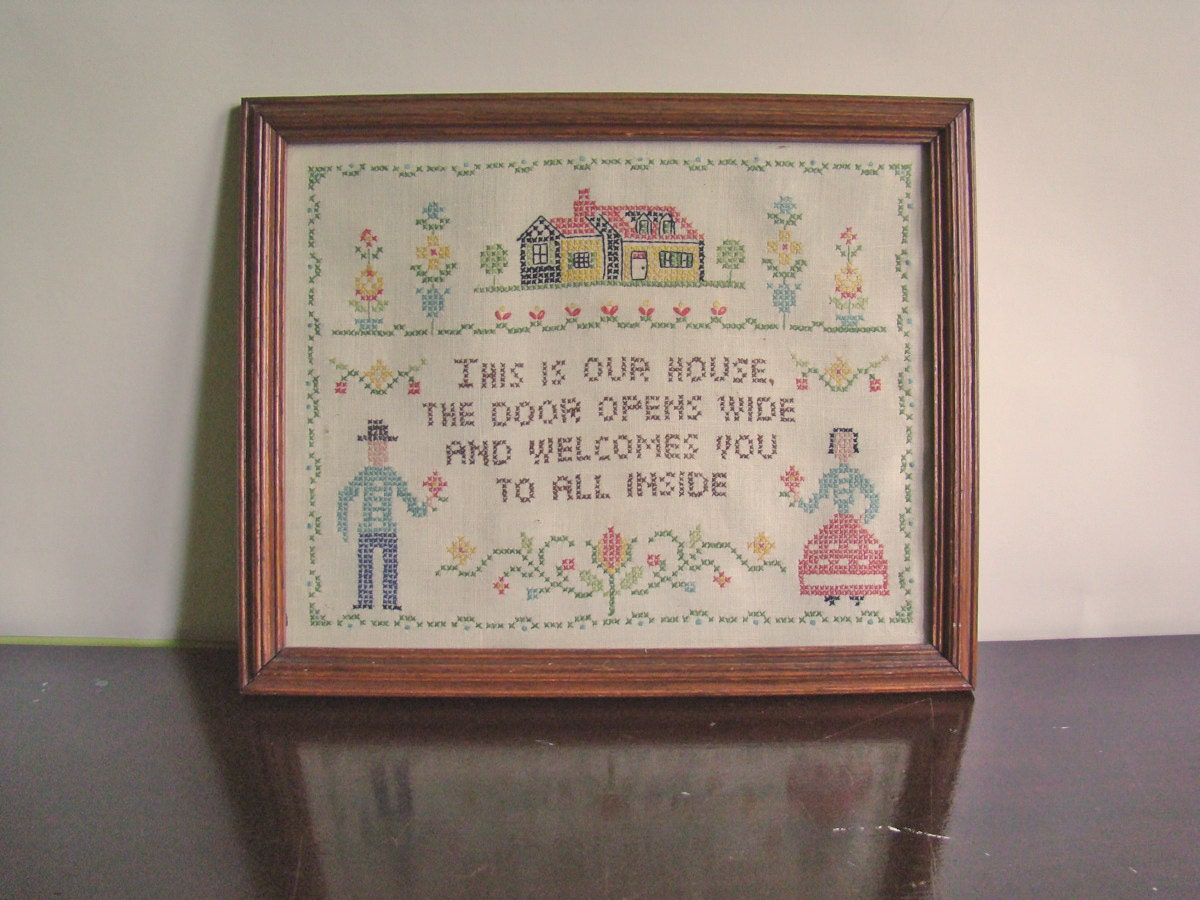 THIS IS OUR HOUSE,
THE DOOR OPENS WIDE
AND WELCOMES YOU
TO ALL INSIDE